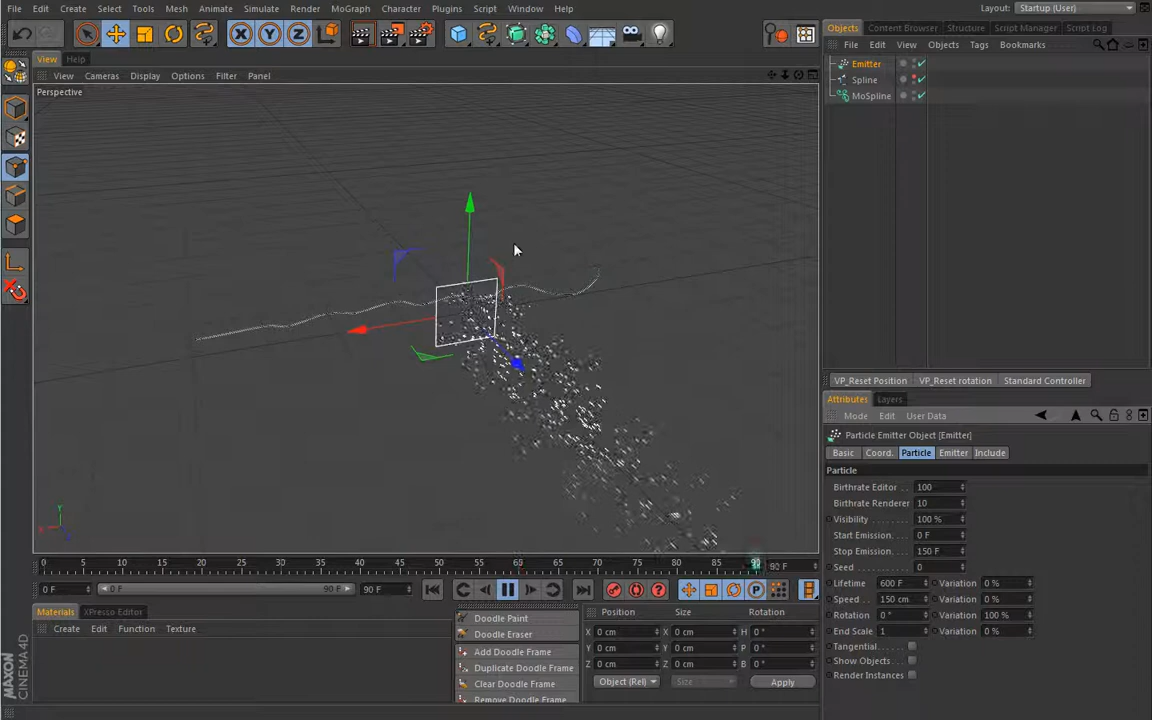 File Edit Create Select Tools Mesh Snap Animate Simulate Render MoGraph Character Plugins Script Window Help Layout: Startup (User)
View Help
View Cameras Display Options Filter Panel
Perspective
Y
0 5 10 15 20 25 30 35 40 45 50 55 60 65 70 75 80 85 90 90 F
0 F 0 F 90 F 90 F
Materials XPresso Editor
Create Edit Function Texture
MAXON CINEMA4D
Doodle Paint
Doodle Eraser
Add Doodle Frame
Duplicate Doodle Frame
Clear Doodle Frame
Remove Doodle Frame
Position Size Rotation
X 0 cm X 0 cm H 0 °
Y 0 cm Y 0 cm P 0 °
Z 0 cm Z 0 cm B 0 °
Object (Rel) Size Apply
Objects Content Browser Structure Script Manager Script Log
File Edit View Objects Tags Bookmarks
Emitter
Spline
MoSpline
VP_Reset Position VP_Reset rotation Standard Controller
Attributes Layers
Mode Edit User Data
Particle Emitter Object [Emitter]
Basic Coord. Particle Emitter Include
Particle
Birthrate Editor . . 100
Birthrate Renderer 10
Visibility . . . . . . . 100 %
Start Emission. . . 0 F
Stop Emission. . . 150 F
Seed . . . . . . . . . 0
Lifetime 600 F Variation 0 %
Speed . . 150 cm Variation 0 %
Rotation 0 ° Variation 100 %
End Scale 1 Variation 0 %
Tangential . . . . . .
Show Objects . .
Render Instances